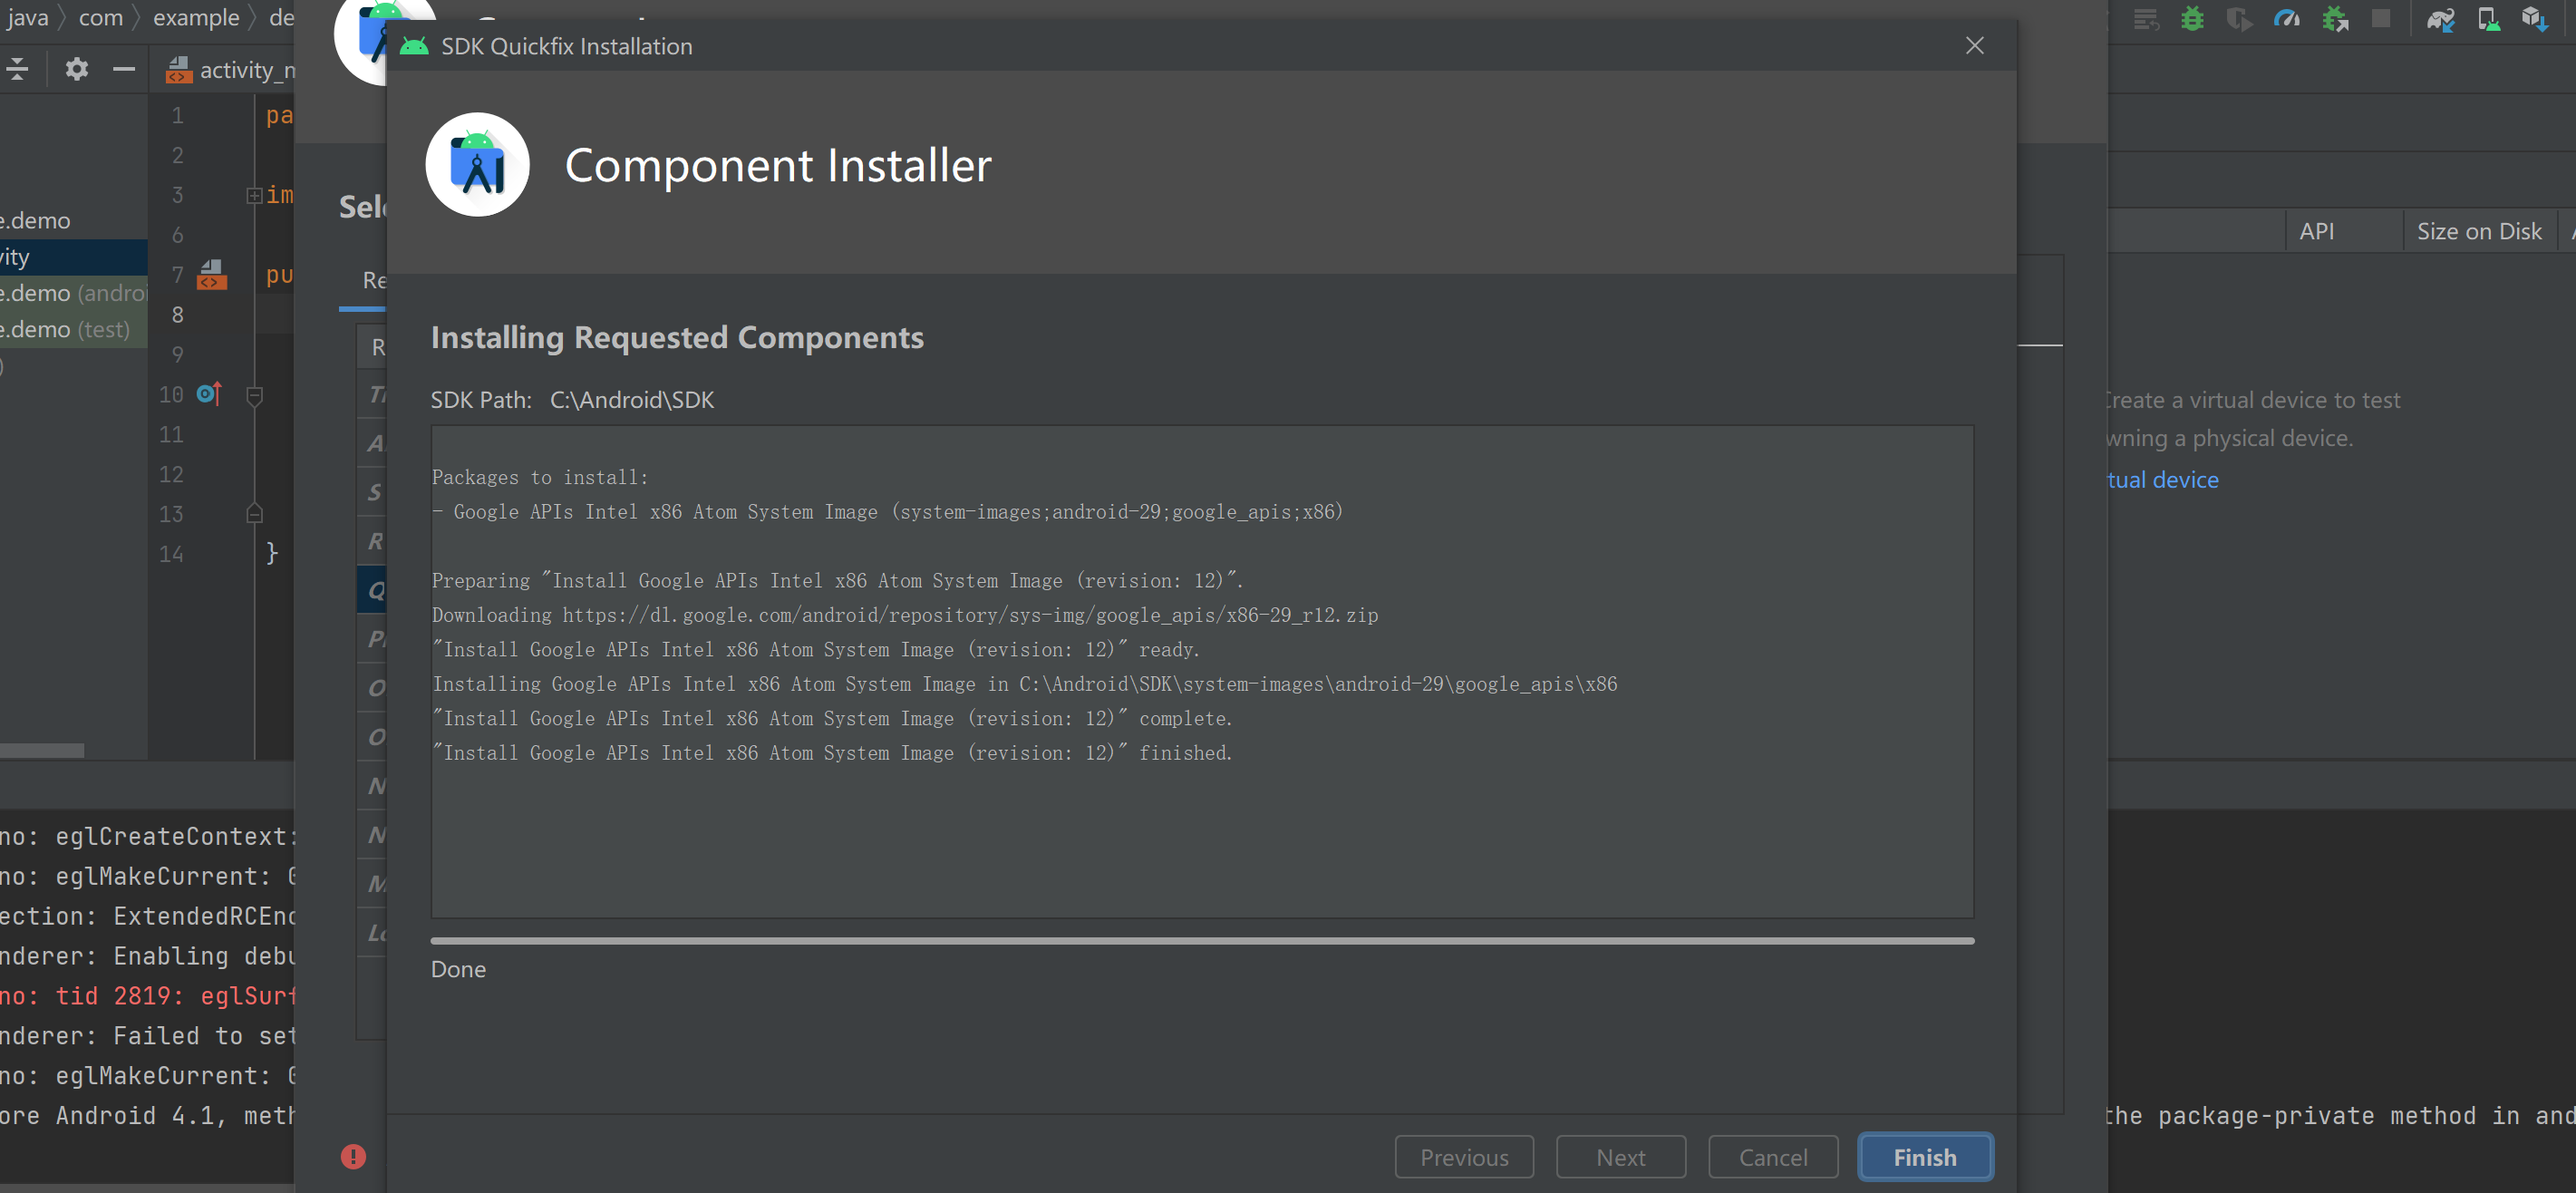 java com example de
SDK Quickfix Installation
activity_m
Component Installer
1 pa
2
3 im
6
7 pu
8
9
10
11
12
13
14 }
e.demo
vity
e.demo (androi
e.demo (test)
)
Sele
Re
R
API
Size on Disk
Installing Requested Components
SDK Path: C:\Android\SDK
Packages to install:
- Google APIs Intel x86 Atom System Image (system-images;android-29;google_apis;x86)
Preparing "Install Google APIs Intel x86 Atom System Image (revision: 12)".
Downloading https://dl.google.com/android/repository/sys-img/google_apis/x86-29_r12.zip
"Install Google APIs Intel x86 Atom System Image (revision: 12)" ready.
Installing Google APIs Intel x86 Atom System Image in C:\Android\SDK\system-images\android-29\google_apis\x86
"Install Google APIs Intel x86 Atom System Image (revision: 12)" complete.
"Install Google APIs Intel x86 Atom System Image (revision: 12)" finished.
Create a virtual device to test
wning a physical device.
tual device
Ti
A
S
R
Q
Pi
O
O
N
N
M
Lo
no: eglCreateContext:
no: eglMakeCurrent: 0
ection: ExtendedRCEnc
nderer: Enabling debu
no: tid 2819: eglSurf
nderer: Failed to set
no: eglMakeCurrent: 0
ore Android 4.1, meth
the package-private method in and
Done
Previous
Next
Cancel
Finish